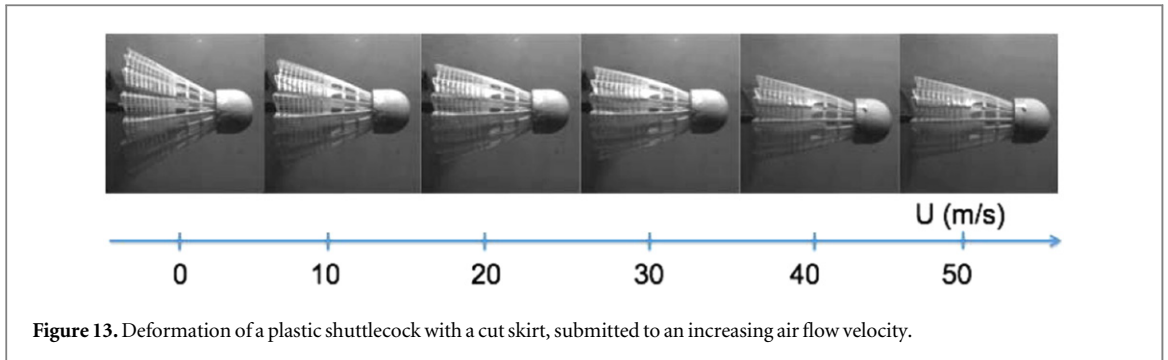 U (m/s)
0 10 20 30 40 50
Figure 13. Deformation of a plastic shuttlecock with a cut skirt, submitted to an increasing air flow velocity.